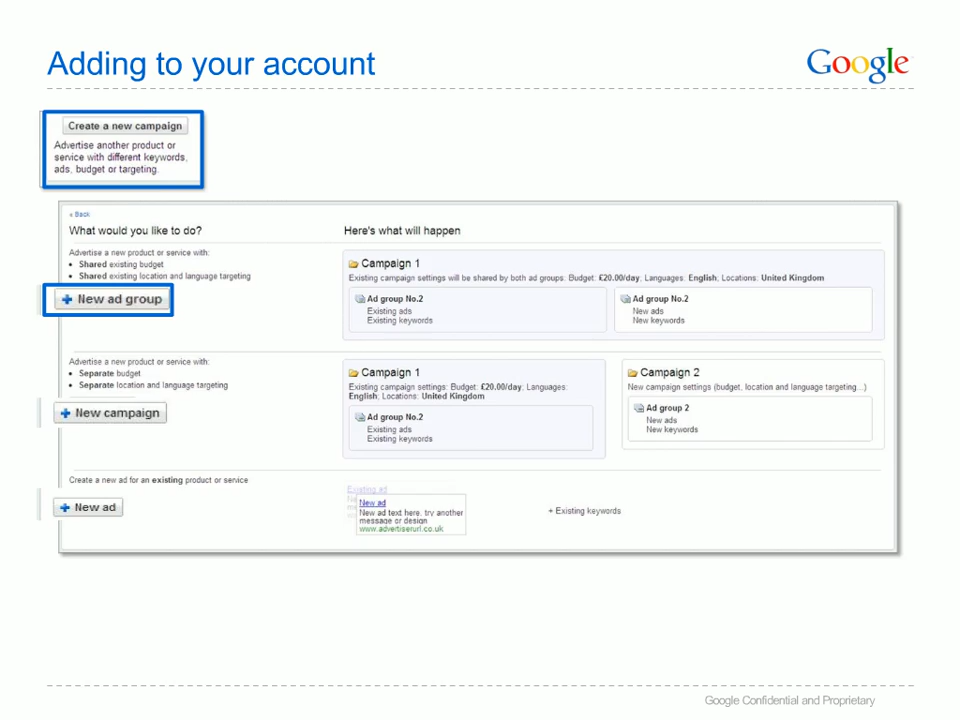 Adding to your account
Google
Create a new campaign
Advertise another product or
service with different keywords,
ads, budget or targeting.
« Back
What would you like to do?
Here's what will happen
Advertise a new product or service with:
• Shared existing budget
• Shared existing location and language targeting
+ New ad group
Campaign 1
Existing campaign settings will be shared by both ad groups: Budget: £20.00/day; Languages: English; Locations: United Kingdom
Ad group No.2
Existing ads
Existing keywords
Ad group No.2
New ads
New keywords
Advertise a new product or service with:
• Separate budget
• Separate location and language targeting
+ New campaign
Campaign 1
Existing campaign settings: Budget: £20.00/day; Languages:
English; Locations: United Kingdom
Ad group No.2
Existing ads
Existing keywords
Campaign 2
New campaign settings (budget, location and language targeting...)
Ad group 2
New ads
New keywords
Create a new ad for an existing product or service
+ New ad
Existing ad
New ad
New ad text here, try another
message or design
www.advertiserurl.co.uk
+ Existing keywords
Google Confidential and Proprietary